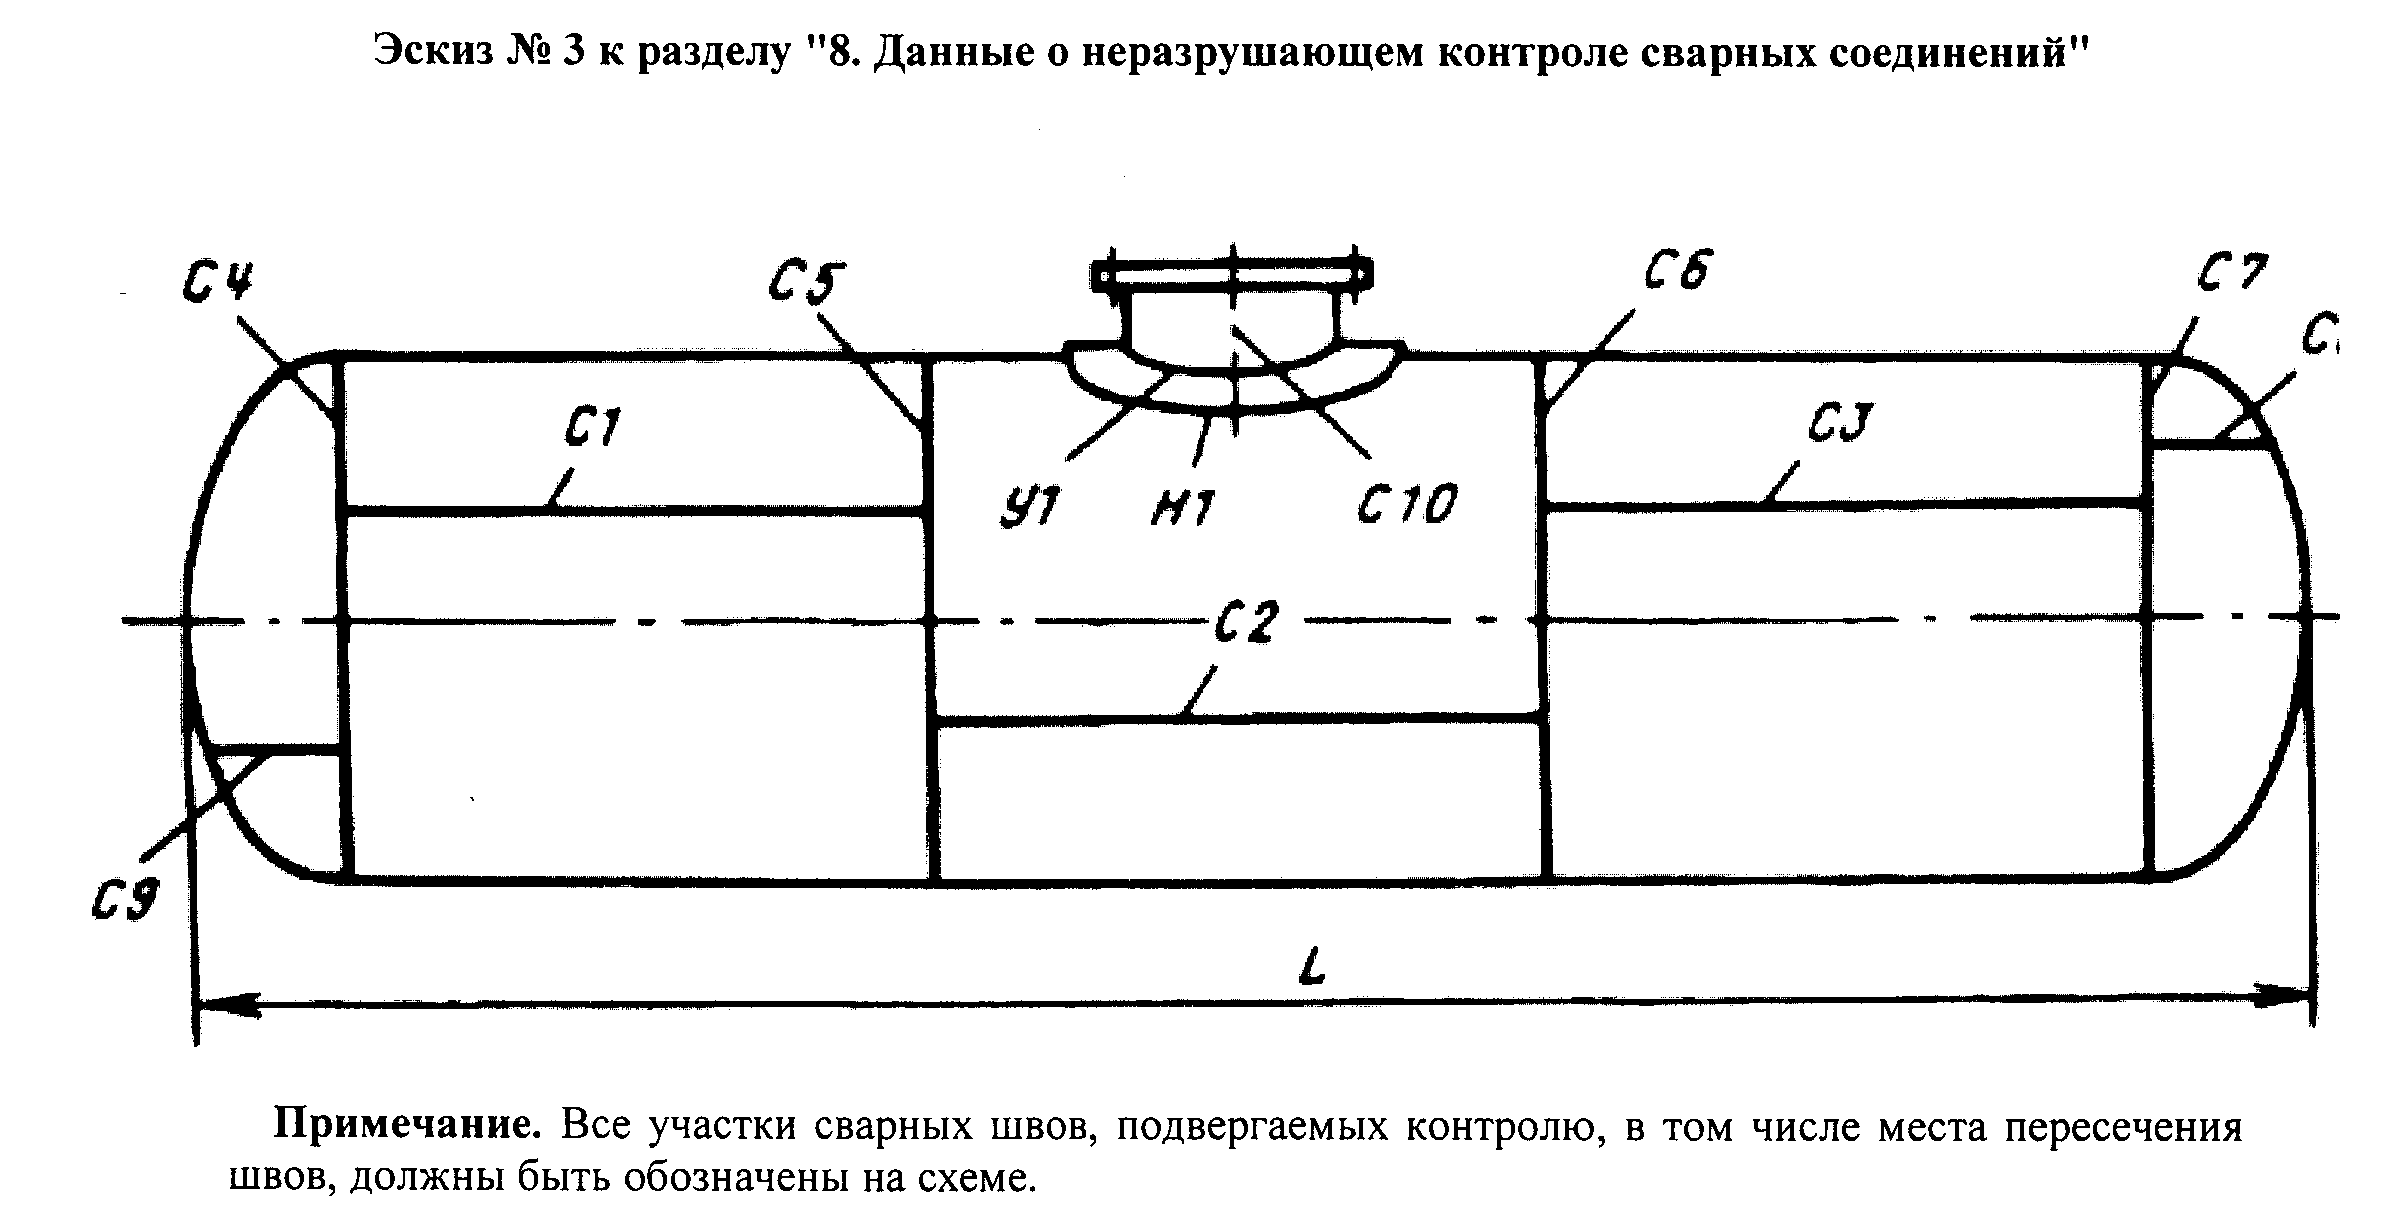 Эскиз № 3 к разделу "8. Данные о неразрушающем контроле сварных соединений"
С4
С5
С6
С7
С1
С3
У1
Н1
С10
С2
С9
L
Примечание. Все участки сварных швов, подвергаемых контролю, в том числе места пересечения
швов, должны быть обозначены на схеме.